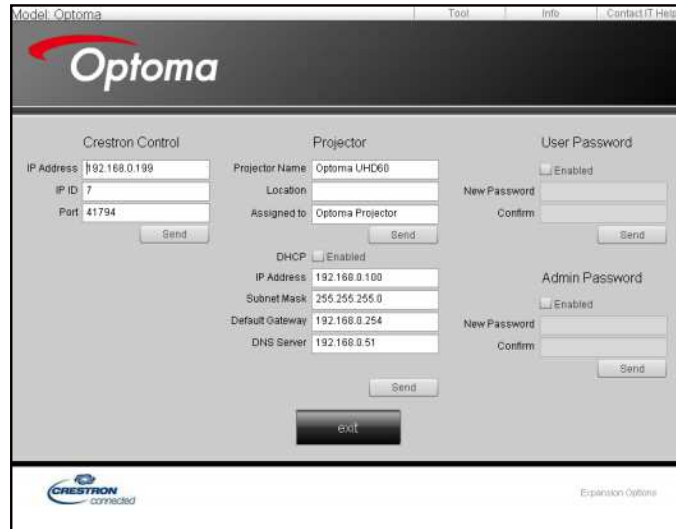 Model: Optoma
Tool
Info
Contact IT Help
Optoma
Crestron Control
IP Address 192.168.0.199
IP ID 7
Port 41794
Send
Projector
Projector Name Optoma UHD60
Location
Assigned to Optoma Projector
Send
DHCP Enabled
IP Address 192.168.0.100
Subnet Mask 255.255.255.0
Default Gateway 192.168.0.254
DNS Server 192.168.0.51
Send
User Password
Enabled
New Password
Confirm
Send
Admin Password
Enabled
New Password
Confirm
Send
exit
CRESTRON
connected
Expansion Options